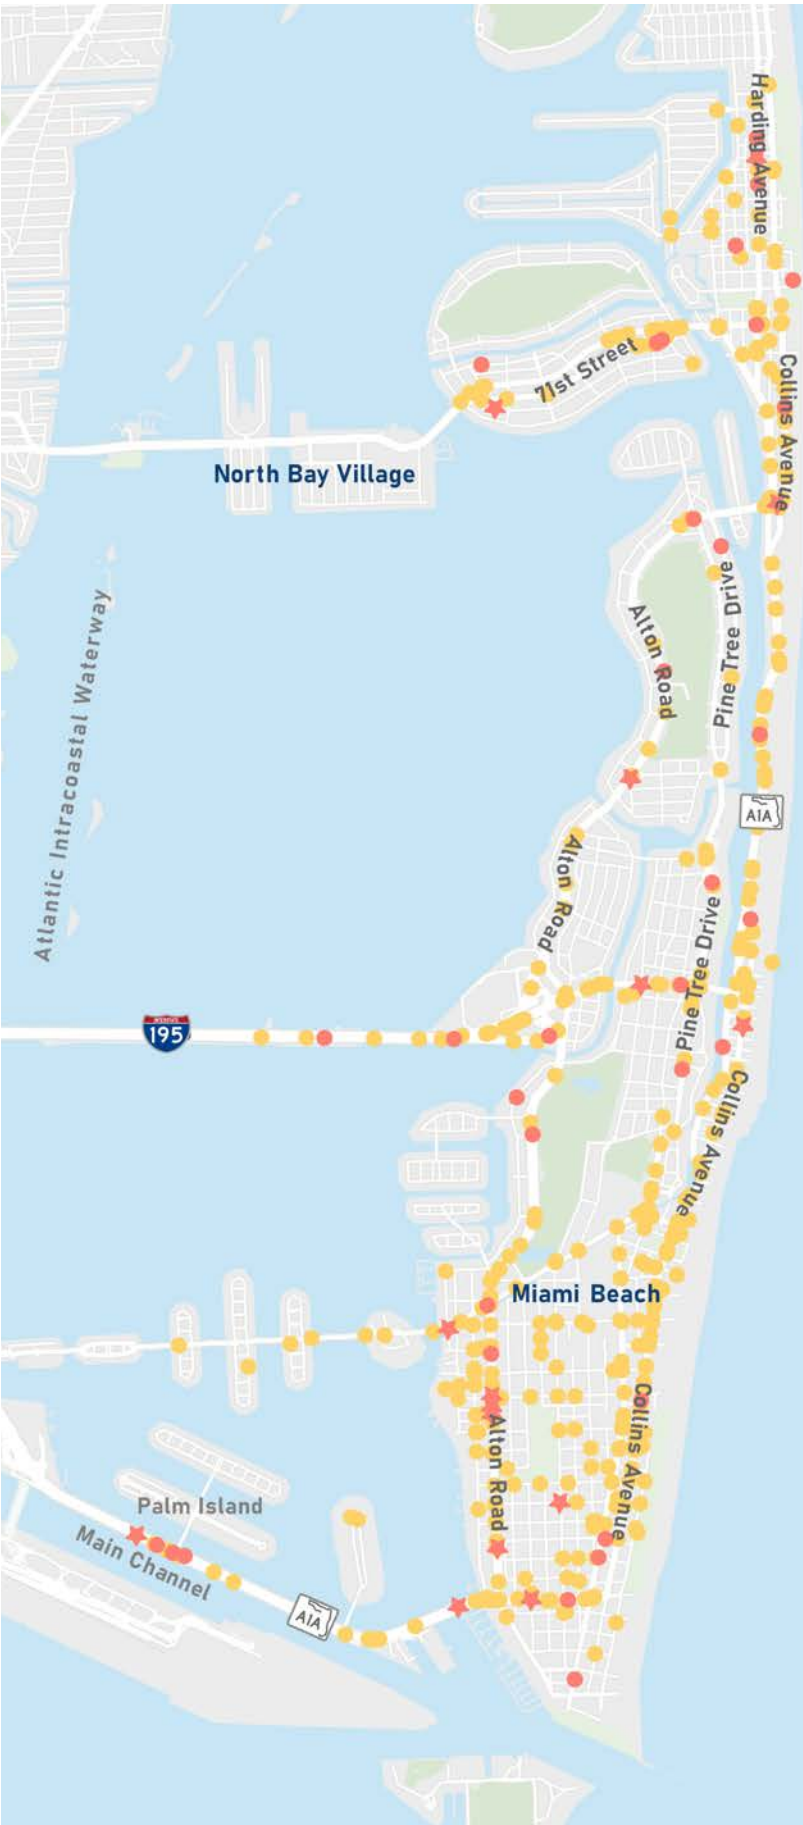 Harding Avenue
71st Street
Collins Avenue
North Bay Village
Pine Tree Drive
Alton Road
Atlantic Intracoastal Waterway
A1A
Alton Road
Pine Tree Drive
195
Collins Avenue
Miami Beach
Collins Avenue
Alton Road
Palm Island
Main Channel
A1A